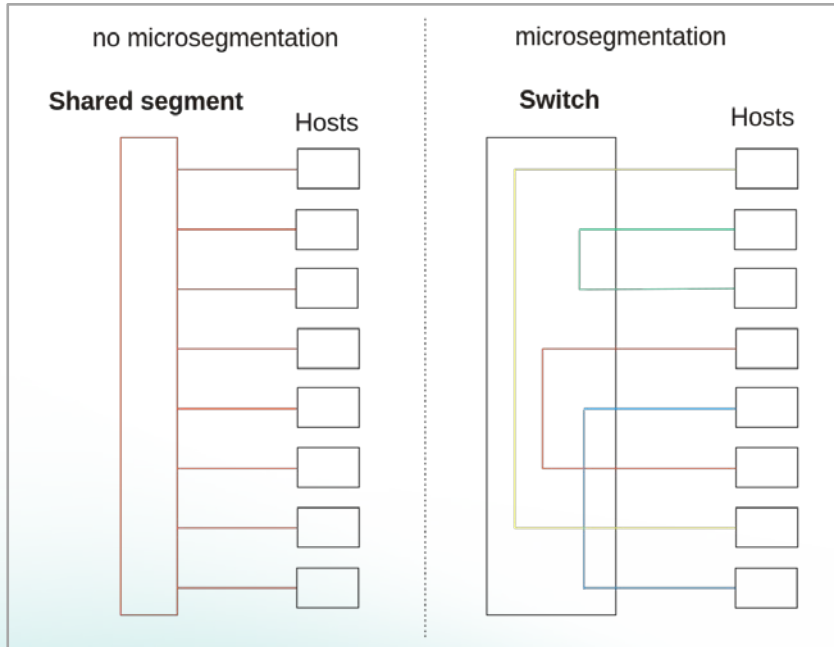 no microsegmentation
Shared segment
Hosts
microsegmentation
Switch
Hosts